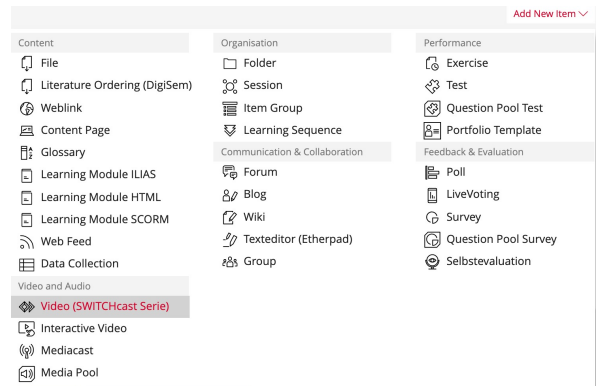 Add New Item
Content
File
Literature Ordering (DigiSem)
Weblink
Content Page
Glossary
Learning Module ILIAS
Learning Module HTML
Learning Module SCORM
Web Feed
Data Collection
Video and Audio
Video (SWITCHcast Serie)
Interactive Video
Mediacast
Media Pool
Organisation
Folder
Session
Item Group
Learning Sequence
Communication & Collaboration
Forum
Blog
Wiki
Texteditor (Etherpad)
Group
Performance
Exercise
Test
Question Pool Test
Portfolio Template
Feedback & Evaluation
Poll
LiveVoting
Survey
Question Pool Survey
Selbstevaluation